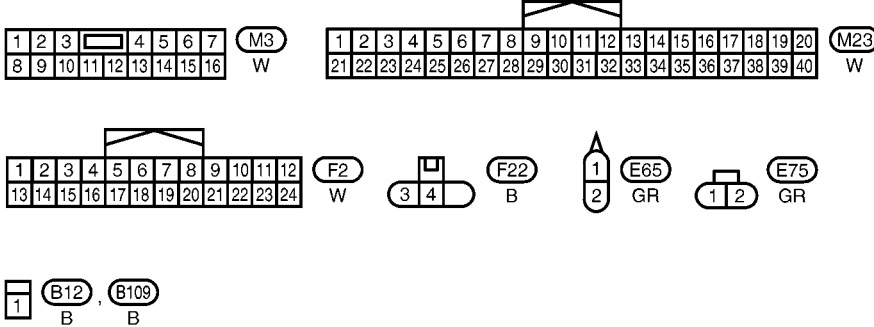 1 2 3 4 5 6 7 M3
8 9 10 11 12 13 14 15 16 W
1 2 3 4 5 6 7 8 9 10 11 12 13 14 15 16 17 18 19 20 M23
21 22 23 24 25 26 27 28 29 30 31 32 33 34 35 36 37 38 39 40 W
1 2 3 4 5 6 7 8 9 10 11 12 F2
13 14 15 16 17 18 19 20 21 22 23 24 W
3 4 F22
B
1 E65
2 GR
1 2 E75
GR
1 B12 , B109
B B